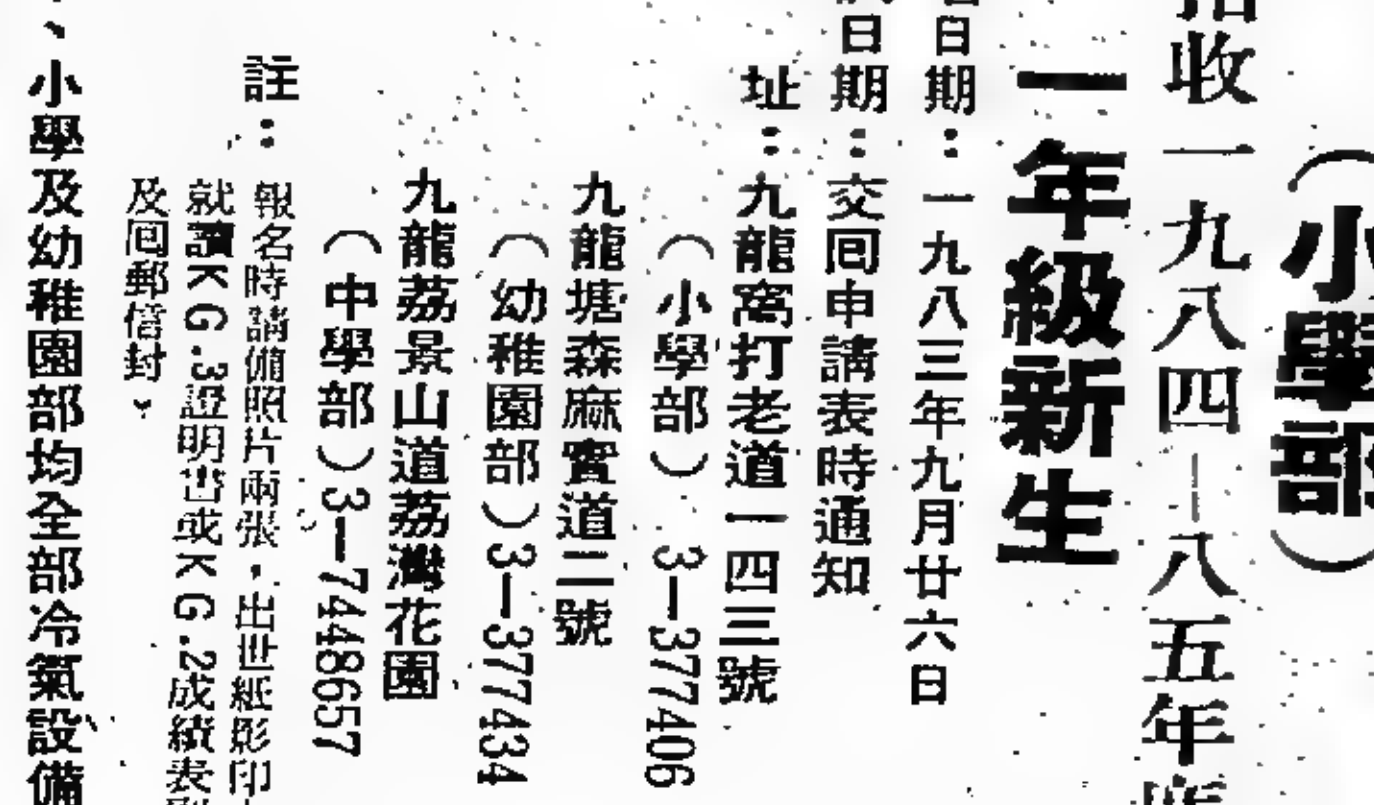 （小學部）
招收一九八四－八五年度
一年級新生
日期：一九八三年九月廿六日
日期：交回申請表時通知
址：九龍窩打老道一四三號
（小學部）3—377406
九龍塘森麻實道二號
（幼稚園部）3—377434
九龍荔景山道荔灣花園
（中學部）3—7448657
註：報名時請備照片兩張，出世紙影印
就讀KG.3證明書或KG.2成績表副
及回郵信封。
、小學及幼稚園部均全部冷氣設備